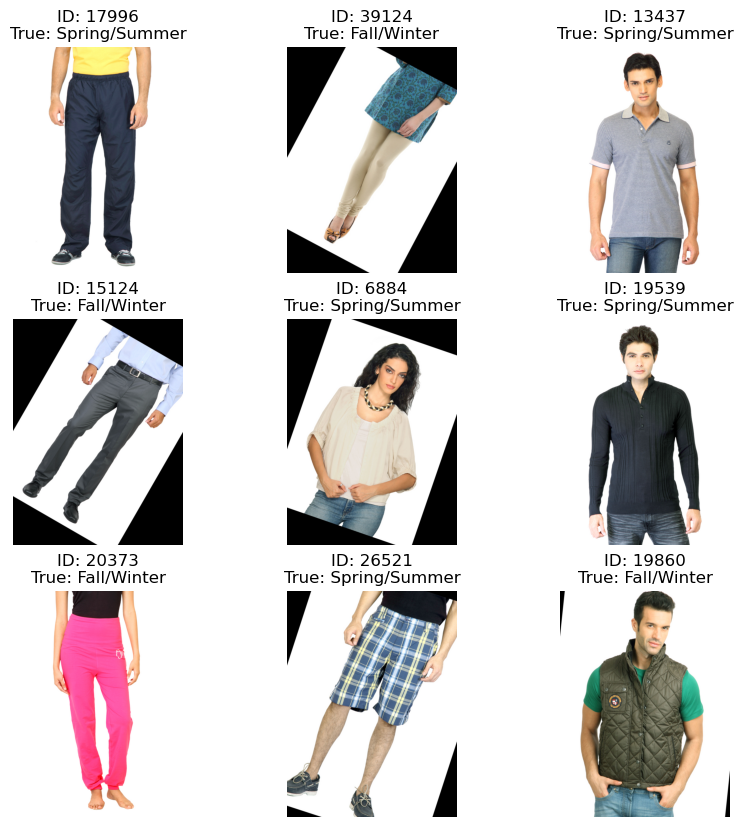 ID: 17996
True: Spring/Summer
ID: 39124
True: Fall/Winter
ID: 13437
True: Spring/Summer
ID: 15124
True: Fall/Winter
ID: 6884
True: Spring/Summer
ID: 19539
True: Spring/Summer
ID: 20373
True: Fall/Winter
ID: 26521
True: Spring/Summer
ID: 19860
True: Fall/Winter